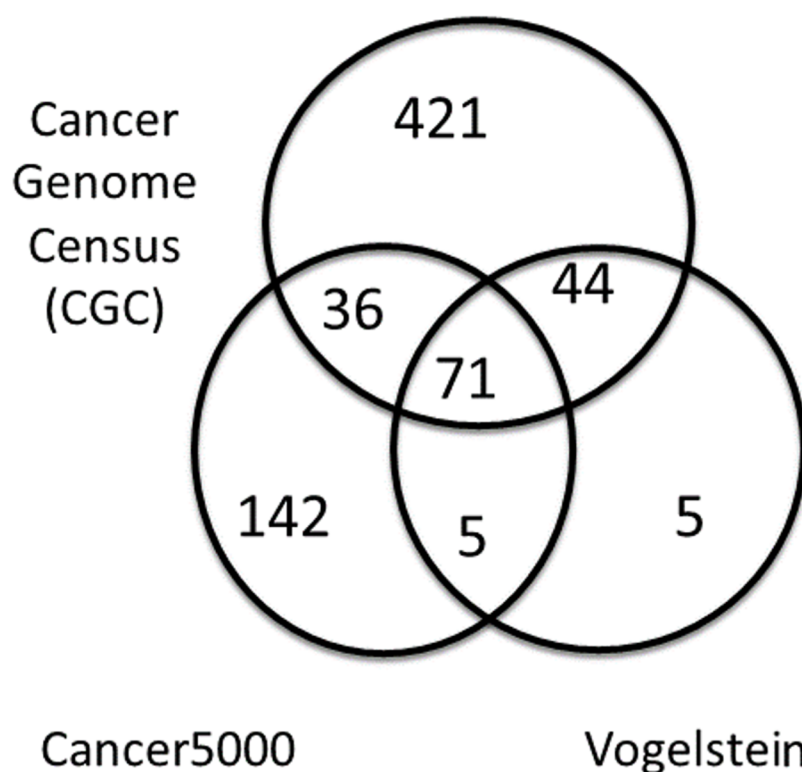 421
Cancer
Genome
Census
(CGC)
36
44
71
142
5
5
Cancer5000
Vogelstein